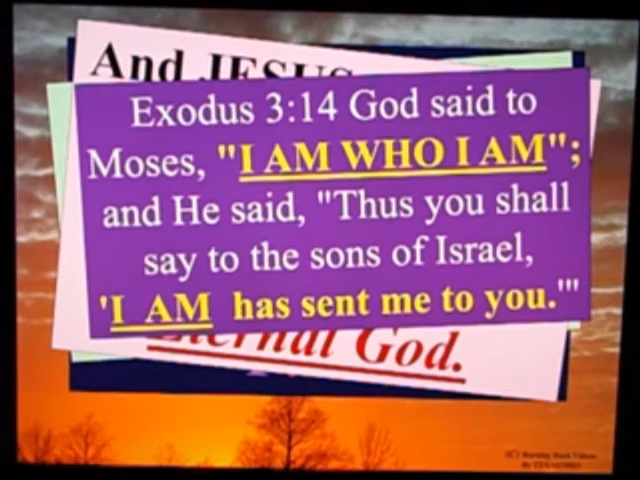 And JESUS
Exodus 3:14 God said to
Moses, "I AM WHO I AM";
and He said, "Thus you shall
say to the sons of Israel,
'I AM has sent me to you.'"
Eternal God.